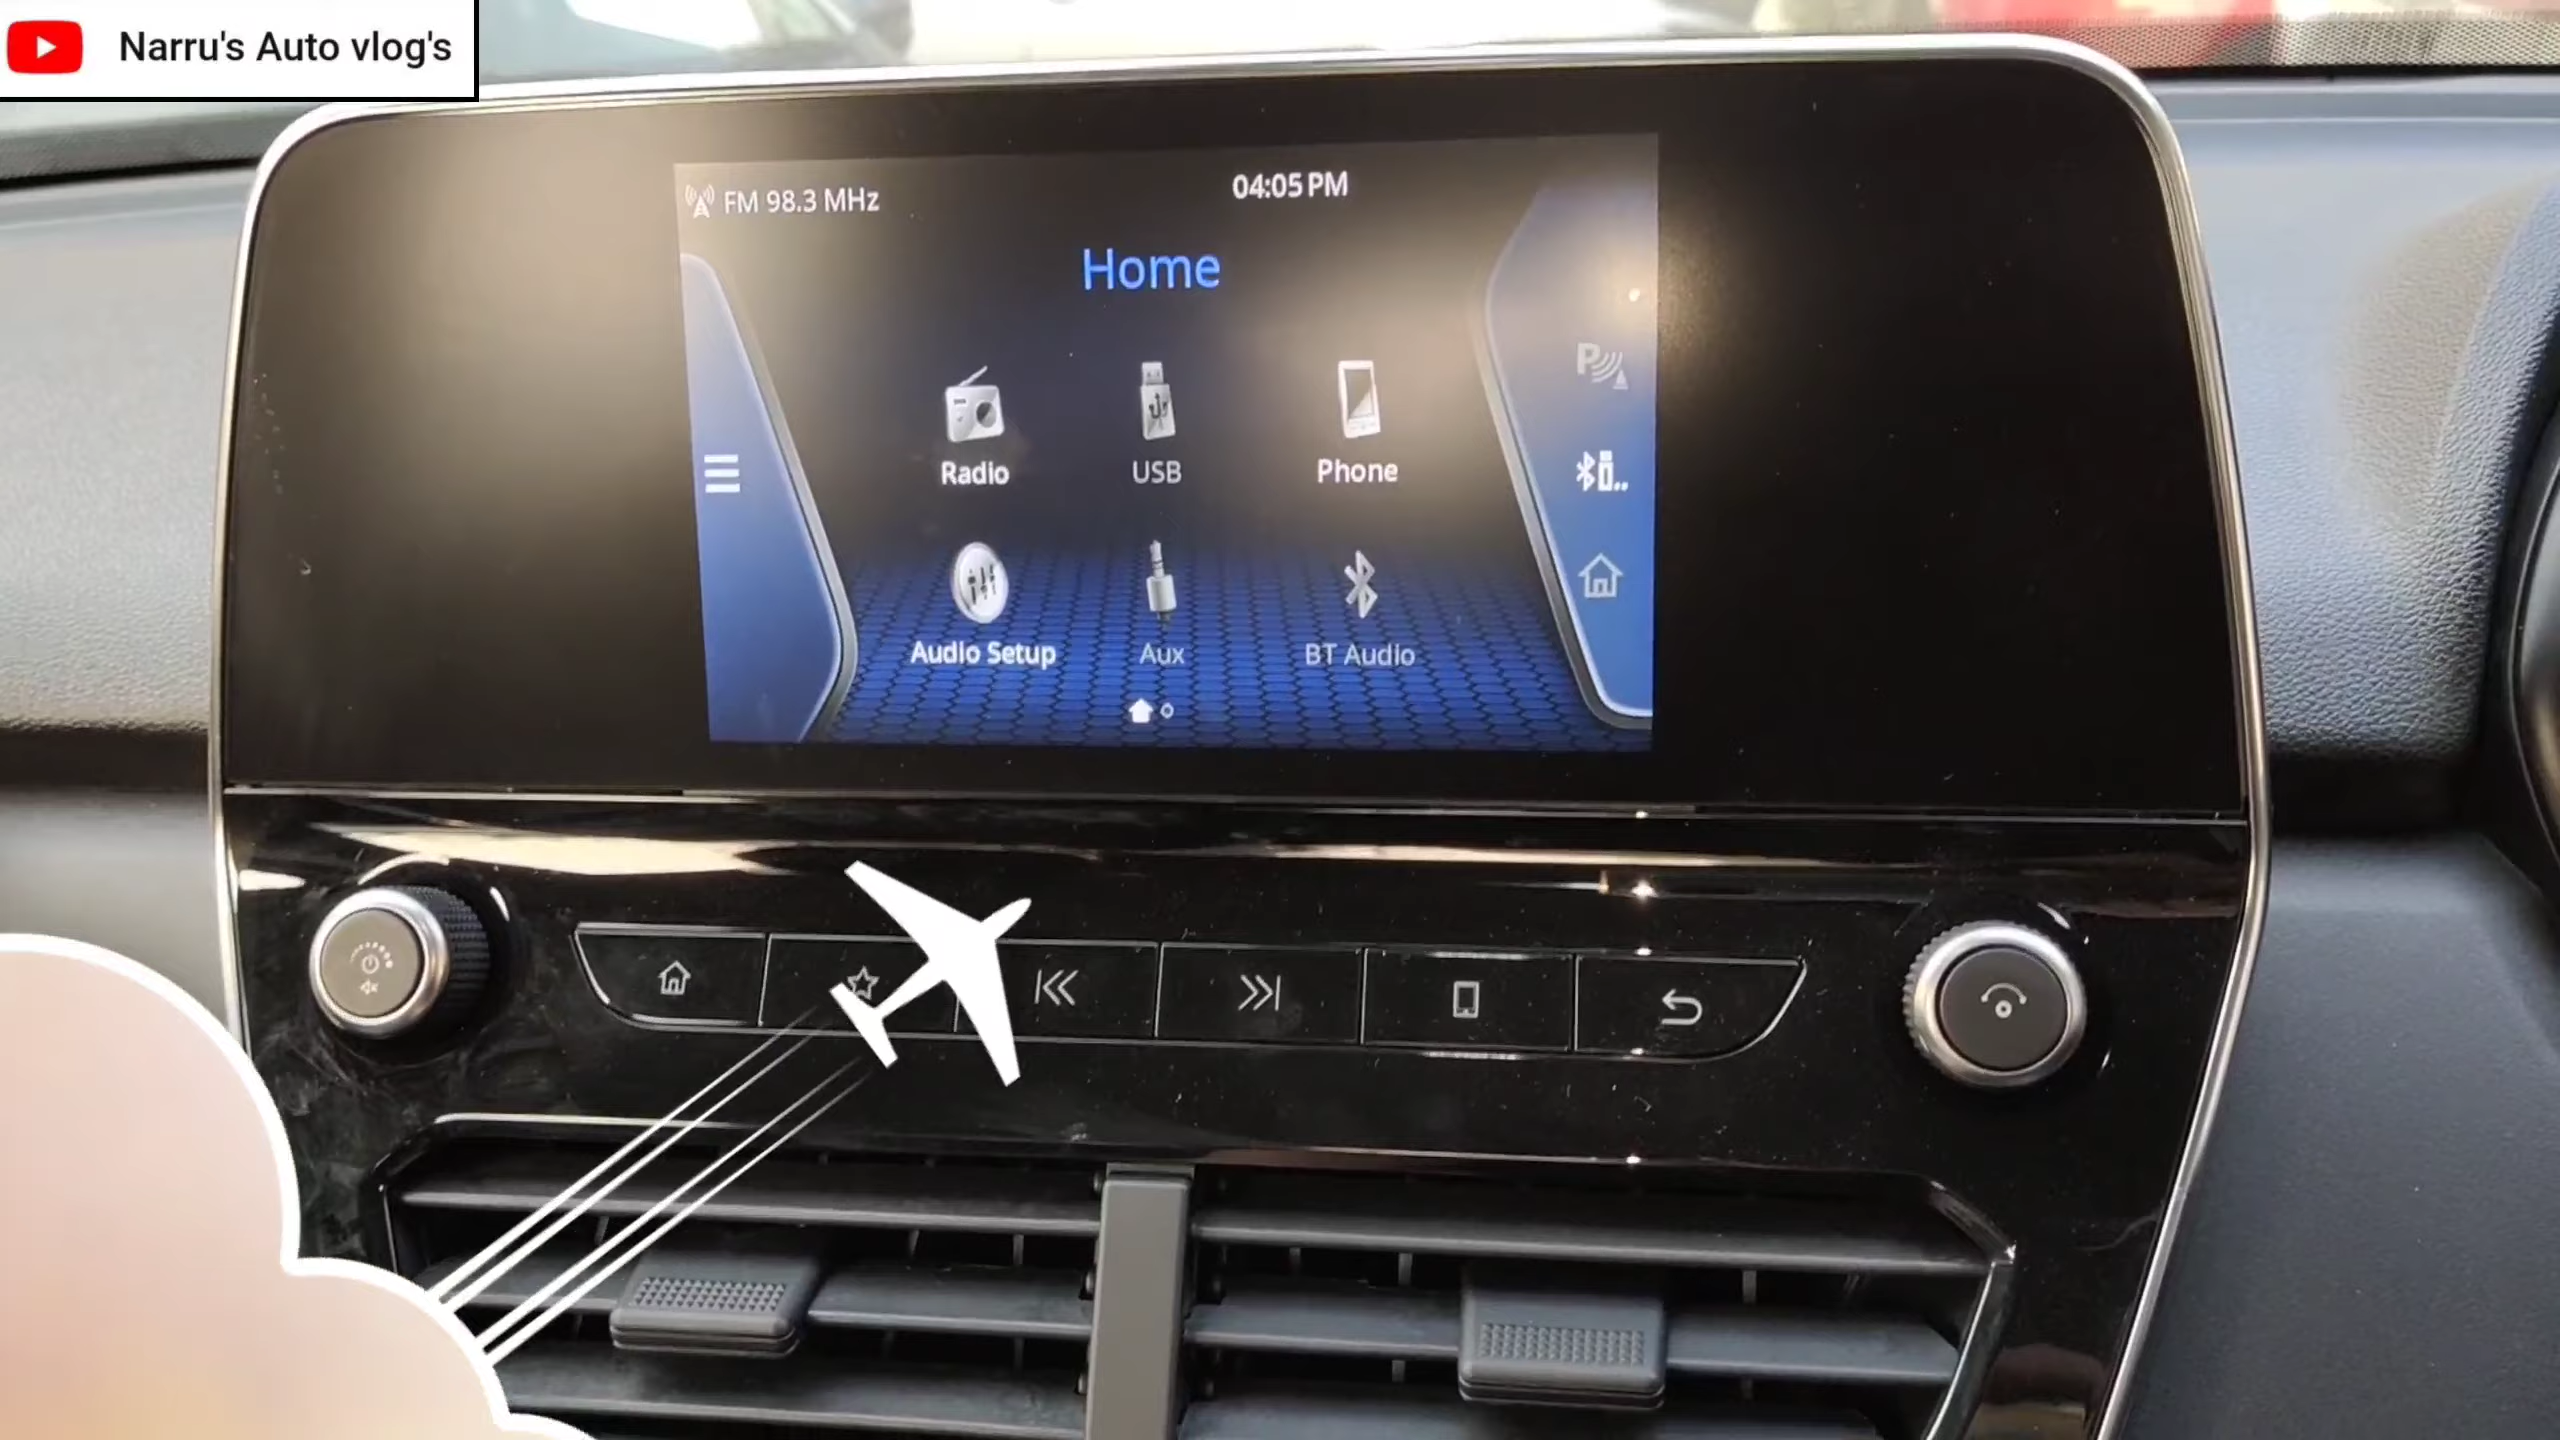 Narru's Auto vlog's
FM 98.3 MHz
04:05 PM
Home
Radio
USB
Phone
Audio Setup
Aux
BT Audio